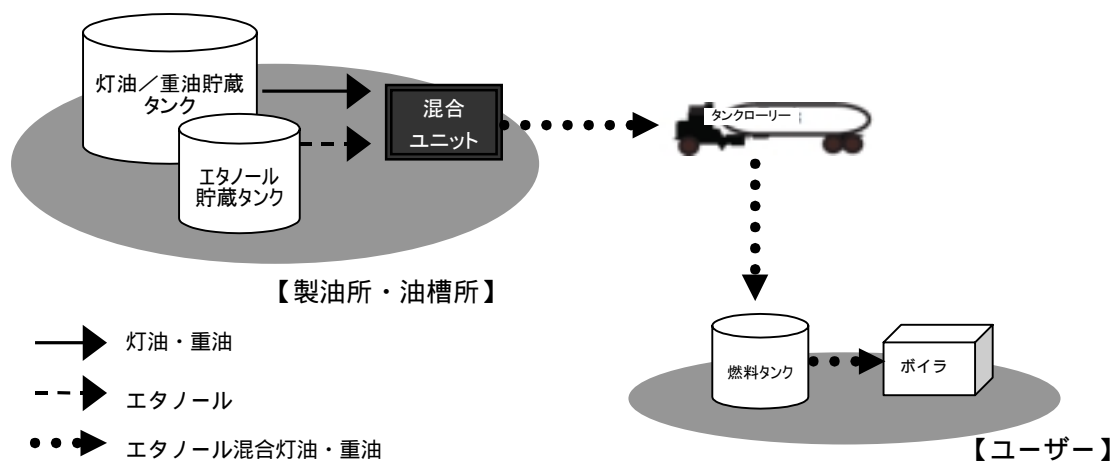 灯油／重油貯蔵
タンク
エタノール
貯蔵タンク
混合
ユニット
タンクローリー
【製油所・油槽所】
灯油・重油
エタノール
エタノール混合灯油・重油
燃料タンク
ボイラ
【ユーザー】